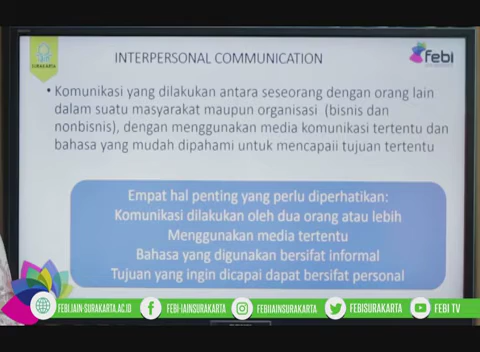 INTERPERSONAL COMMUNICATION
febi
SURAKARTA
• Komunikasi yang dilakukan antara seseorang dengan orang lain
dalam suatu masyarakat maupun organisasi (bisnis dan
nonbisnis), dengan menggunakan media komunikasi tertentu dan
bahasa yang mudah dipahami untuk mencapaii tujuan tertentu
Empat hal penting yang perlu diperhatikan:
Komunikasi dilakukan oleh dua orang atau lebih
Menggunakan media tertentu
Bahasa yang digunakan bersifat informal
Tujuan yang ingin dicapai dapat bersifat personal
FEBI.IAIN-SURAKARTA.AC.ID FEBI-IAINSURAKARTA FEBIIAINSURAKARTA FEBISURAKARTA FEBI TV